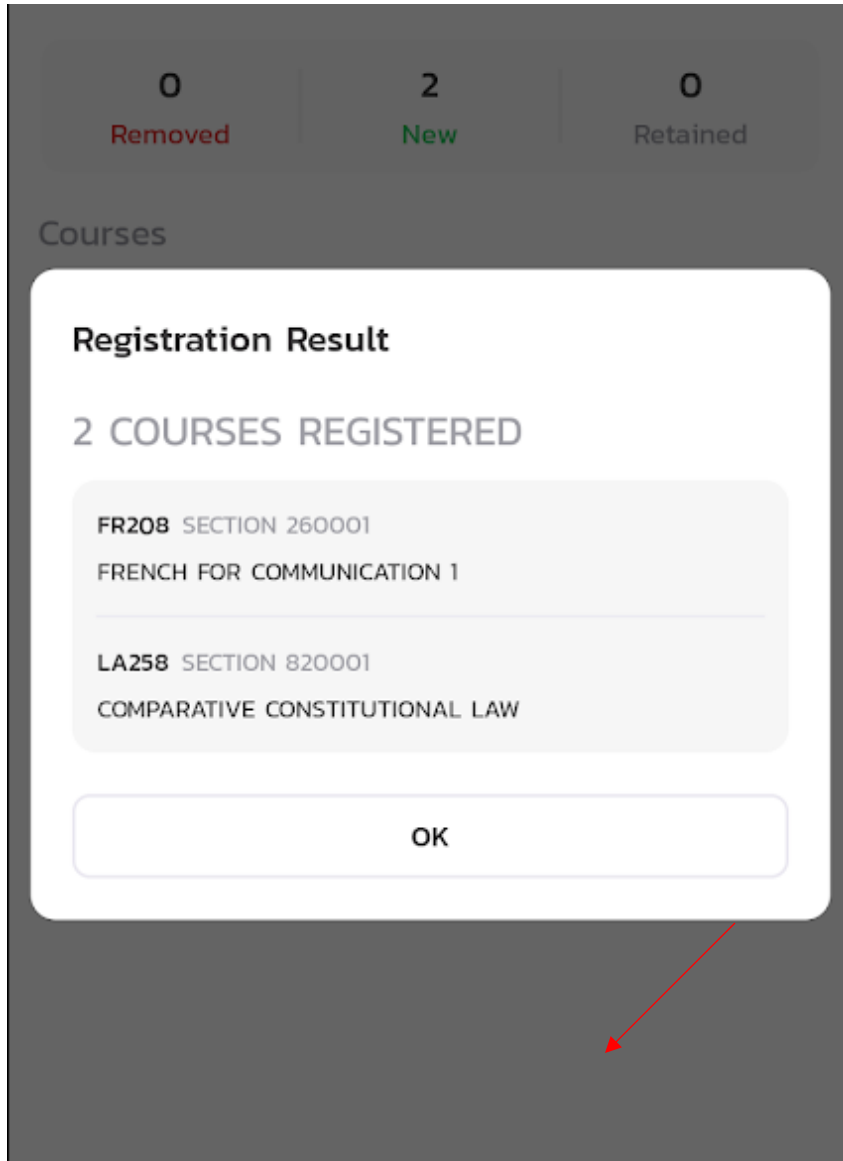 0 2 0
Removed New Retained
Courses
Registration Result
2 COURSES REGISTERED
FR208 SECTION 260001
FRENCH FOR COMMUNICATION 1
LA258 SECTION 820001
COMPARATIVE CONSTITUTIONAL LAW
OK